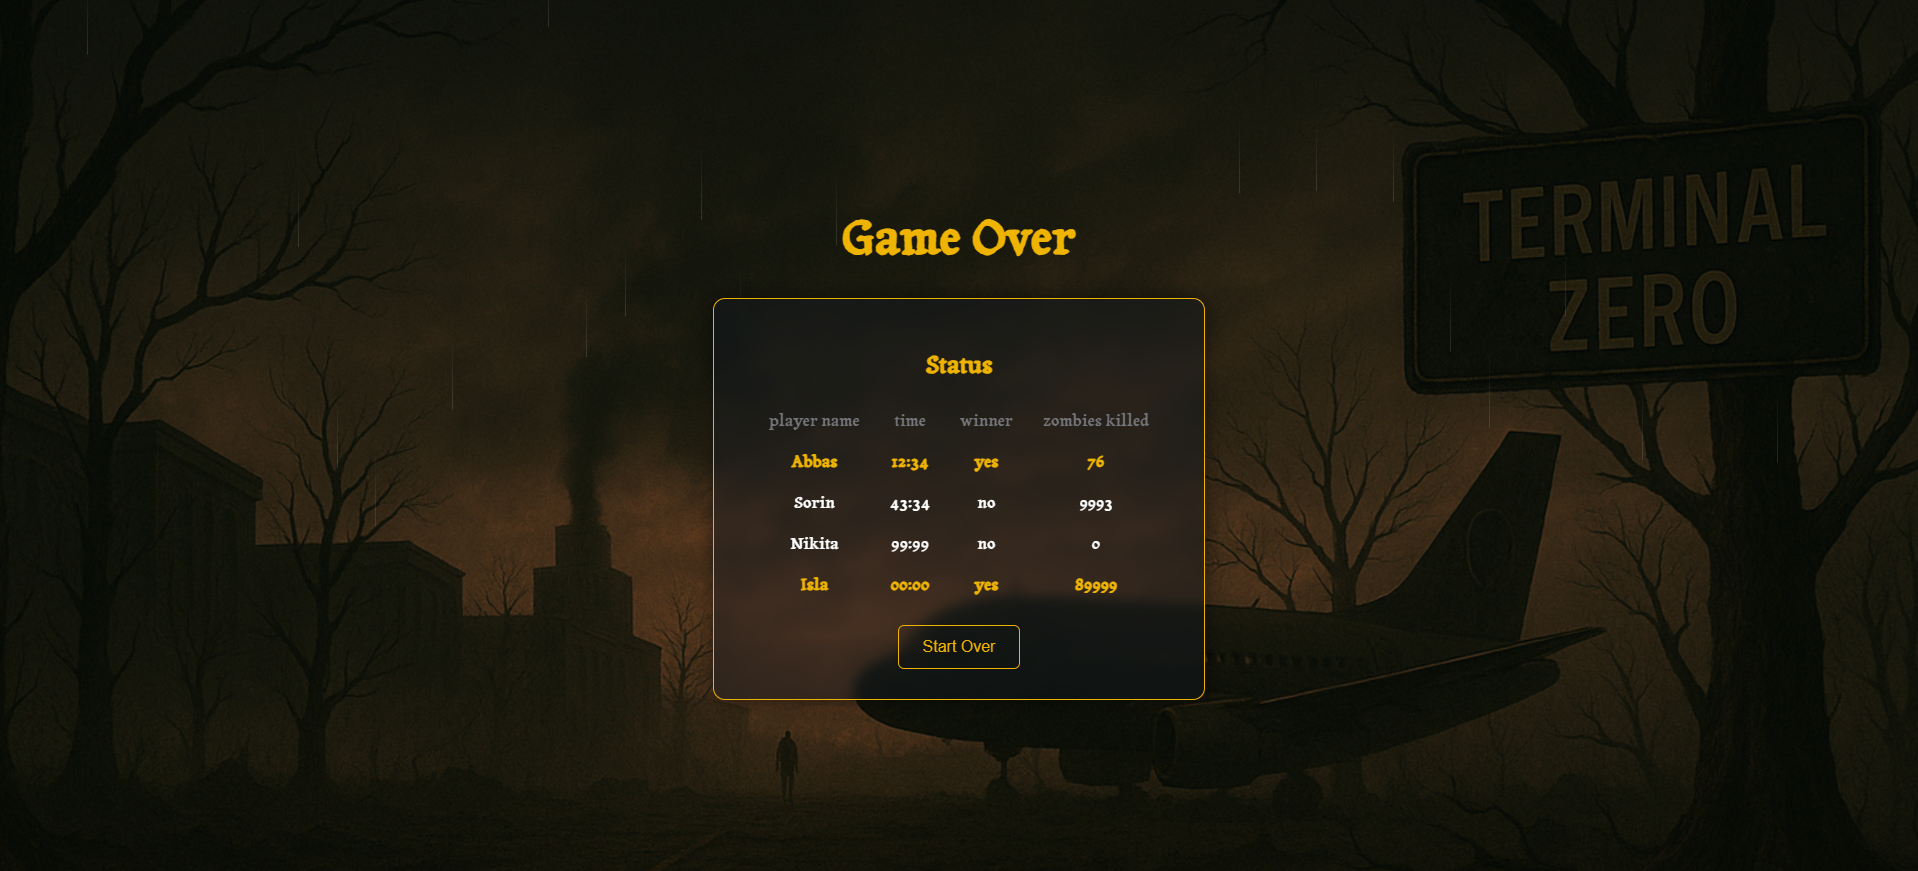 TERMINAL
ZERO
Game Over
Status
player name time winner zombies killed
Abbas 12:34 yes 76
Sorin 43:34 no 9993
Nikita 99:99 no 0
Isla 00:00 yes 89999
Start Over